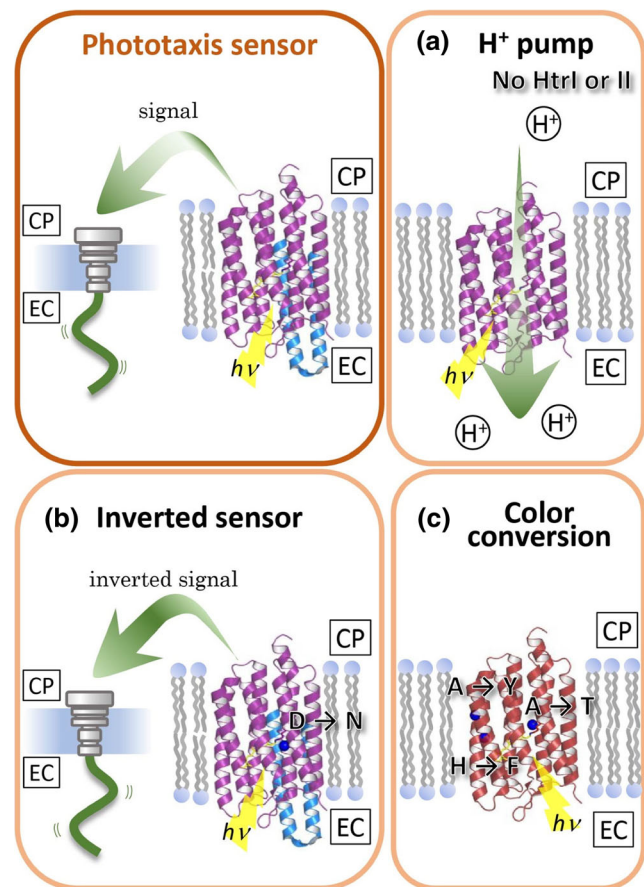 Phototaxis sensor
signal
CP
EC
CP
EC
hν
(a) H⁺ pump
No HtrI or II
H⁺
CP
EC
hν
H⁺
H⁺
(b) Inverted sensor
inverted signal
CP
EC
CP
D → N
EC
hν
(c) Color
conversion
CP
A → Y
A → T
H → F
EC
hν